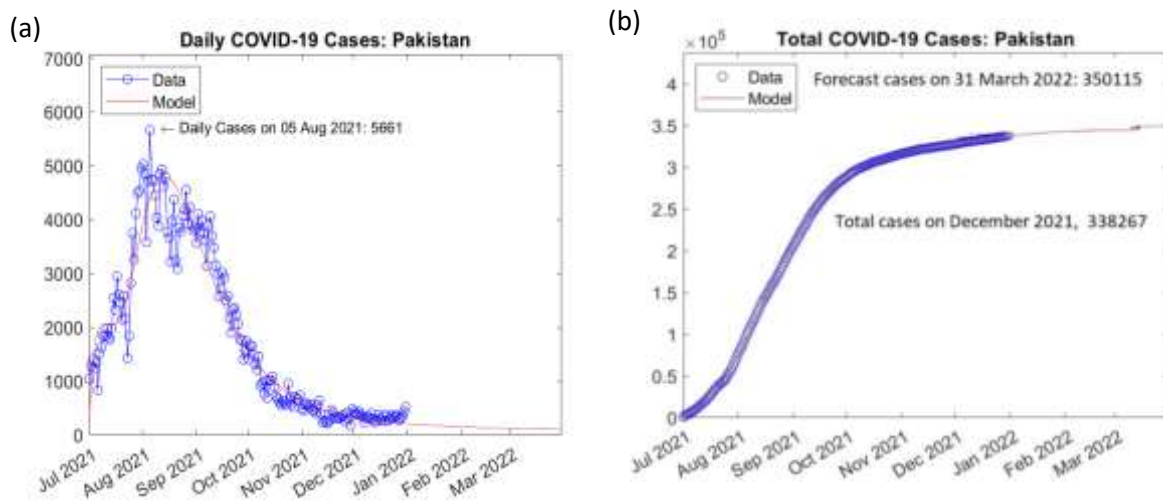 (a)
Daily COVID-19 Cases: Pakistan
7000
6000
5000
4000
3000
2000
1000
0
Data
Model
← Daily Cases on 05 Aug 2021: 5661
Jul 2021
Aug 2021
Sep 2021
Oct 2021
Nov 2021
Dec 2021
Jan 2022
Feb 2022
Mar 2022
(b)
Total COVID-19 Cases: Pakistan
×10⁵
4
3.5
3
2.5
2
1.5
1
0.5
0
Data
Model
Forecast cases on 31 March 2022: 350115
Total cases on December 2021, 338267
Jul 2021
Aug 2021
Sep 2021
Oct 2021
Nov 2021
Dec 2021
Jan 2022
Feb 2022
Mar 2022